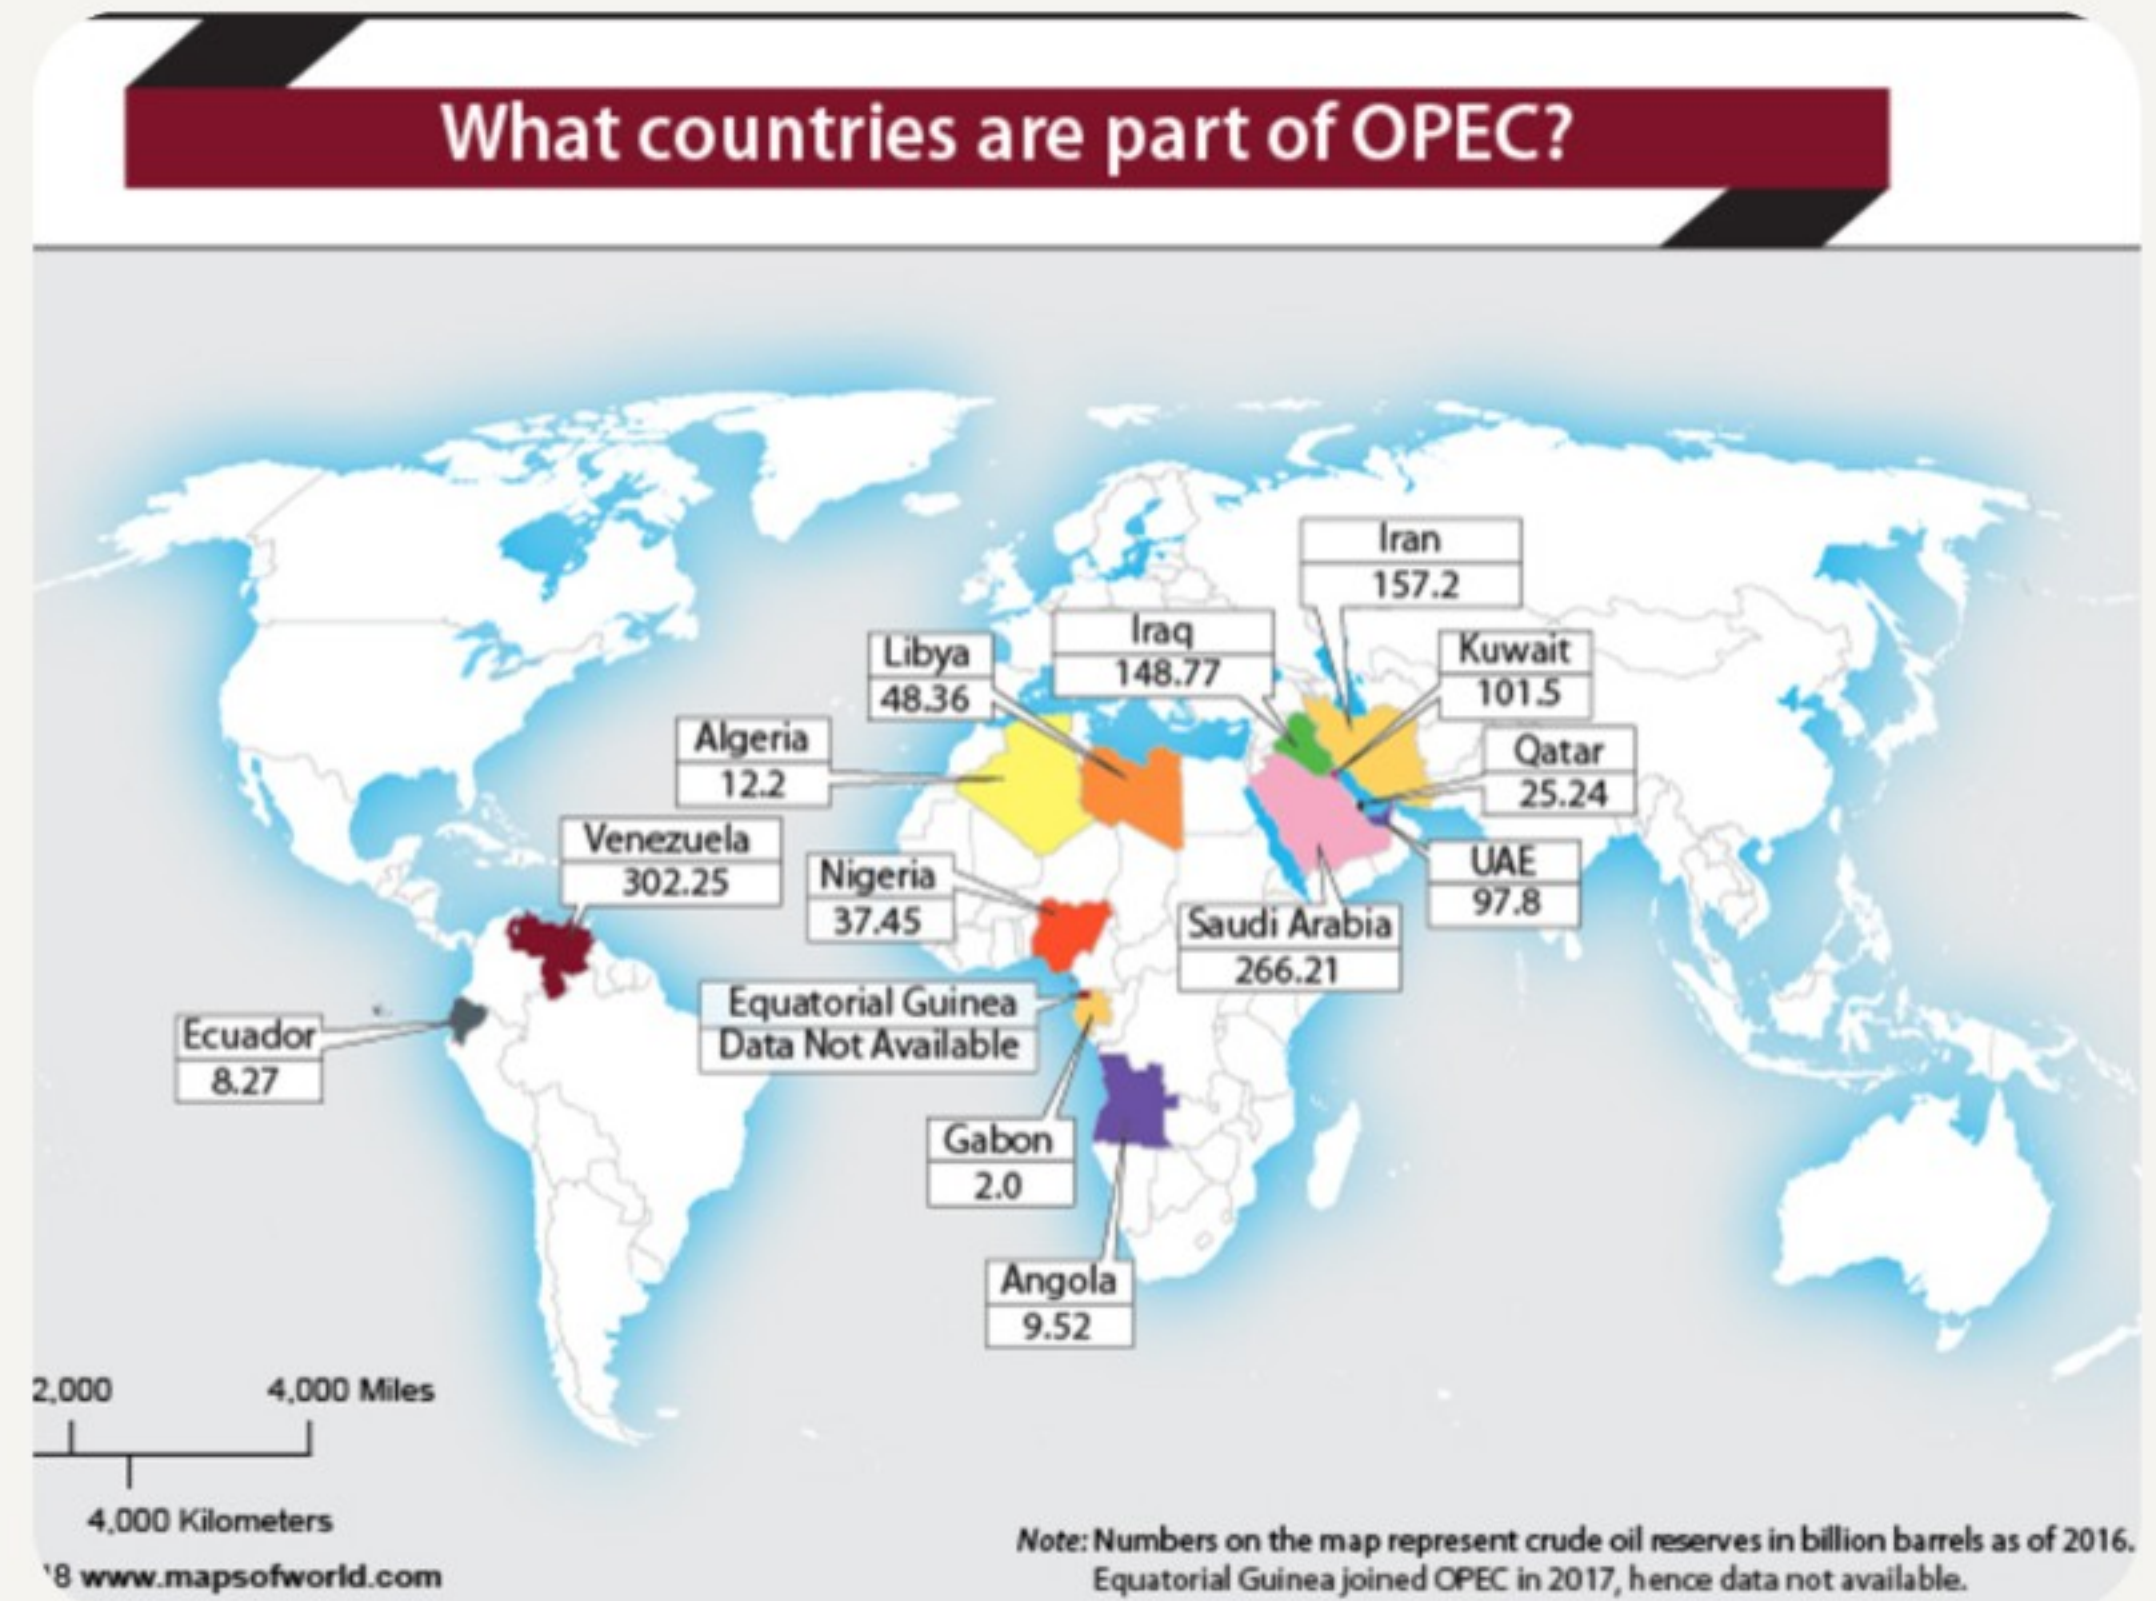 What countries are part of OPEC?
Iran
157.2
Iraq
148.77
Kuwait
101.5
Libya
48.36
Algeria
12.2
Qatar
25.24
Venezuela
302.25
Nigeria
37.45
UAE
97.8
Saudi Arabia
266.21
Equatorial Guinea
Data Not Available
Ecuador
8.27
Gabon
2.0
Angola
9.52
2,000 4,000 Miles
4,000 Kilometers
Note: Numbers on the map represent crude oil reserves in billion barrels as of 2016.
Equatorial Guinea joined OPEC in 2017, hence data not available.
8 www.mapsofworld.com